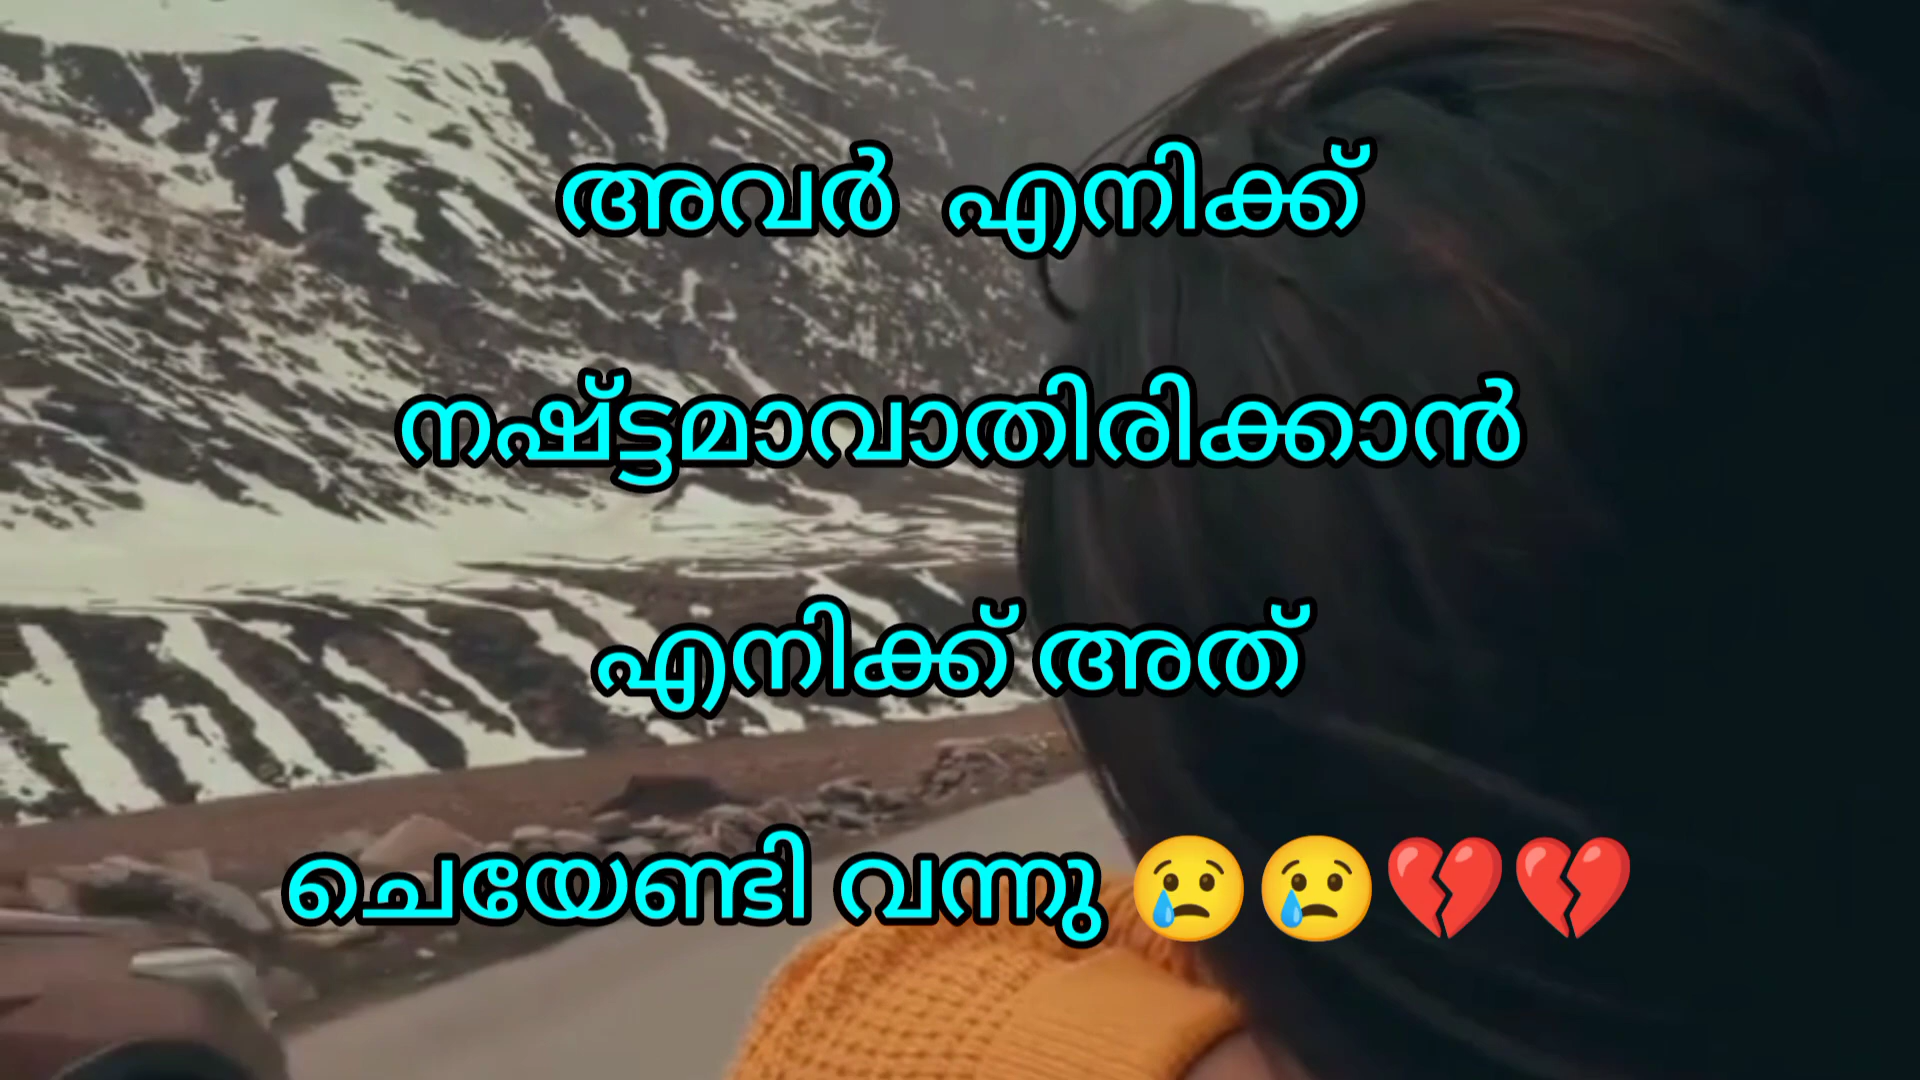 അവർ എനിക്ക്
നഷ്ട്ടമാവാതിരിക്കാൻ
എനിക്ക് അത്
ചെയേണ്ടി വന്നു 😢😢💔💔